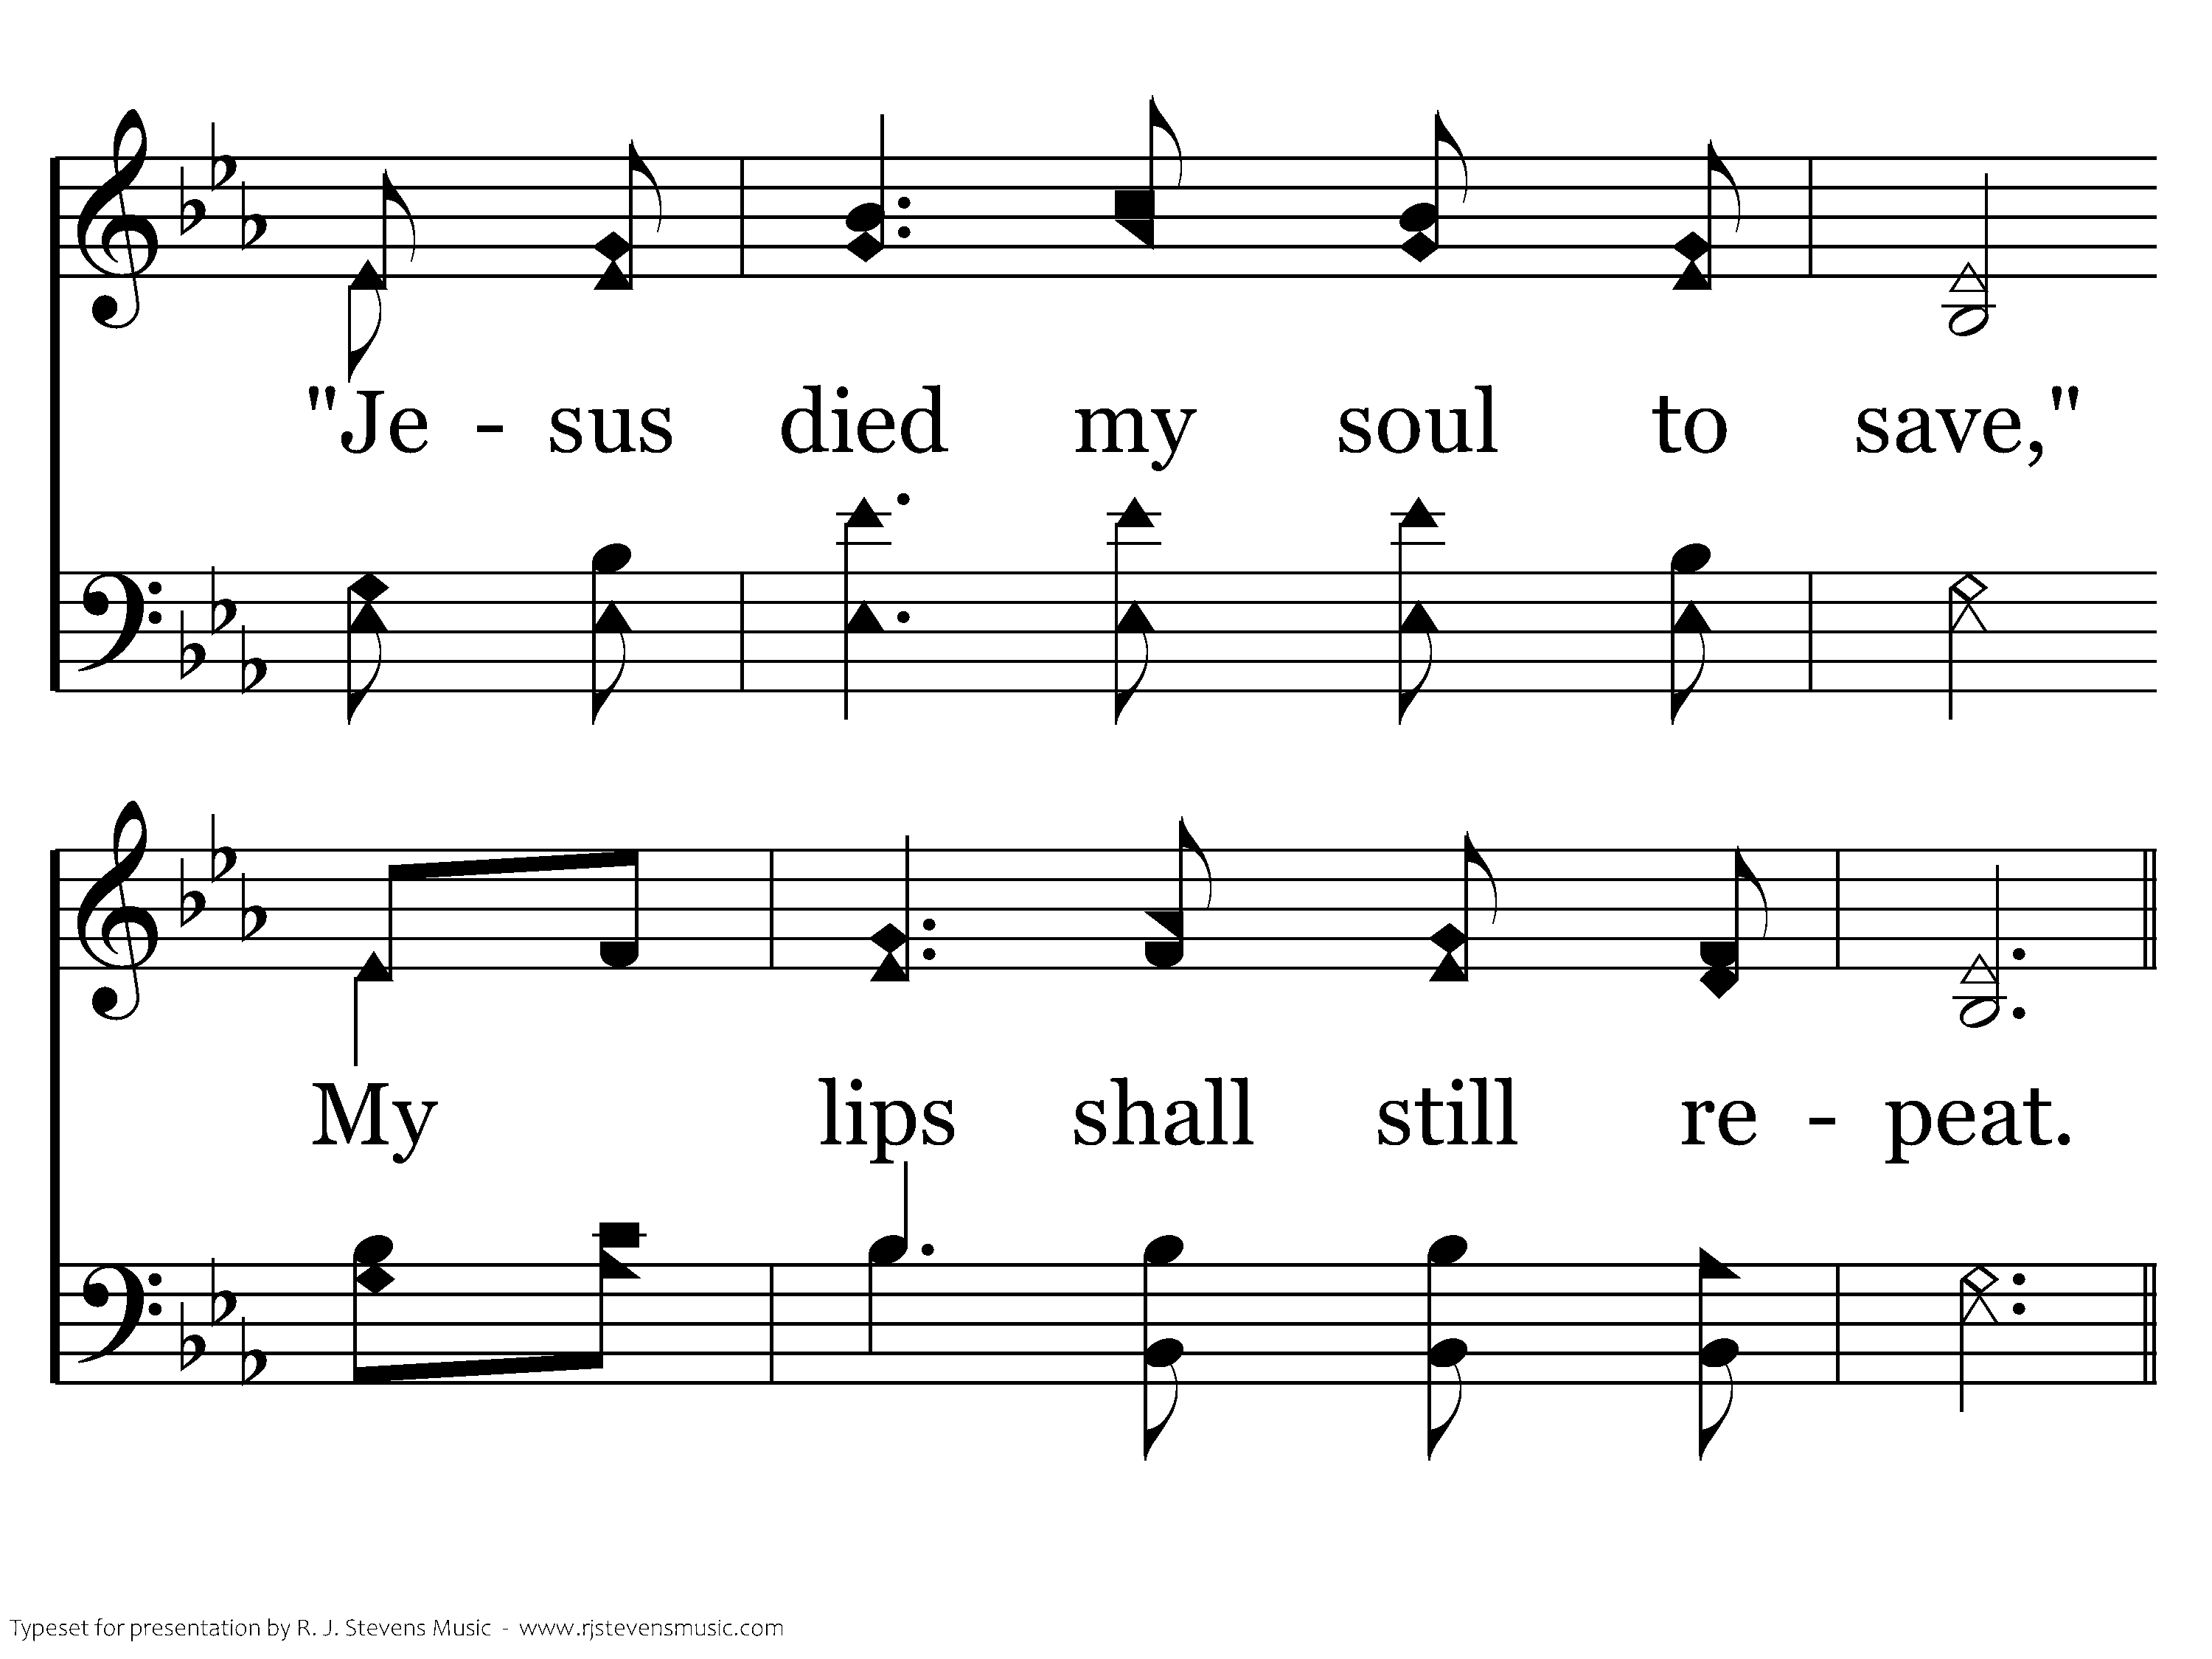 "Je - sus died my soul to save,"
My lips shall still re - peat.
Typeset for presentation by R. J. Stevens Music - www.rjstevensmusic.com